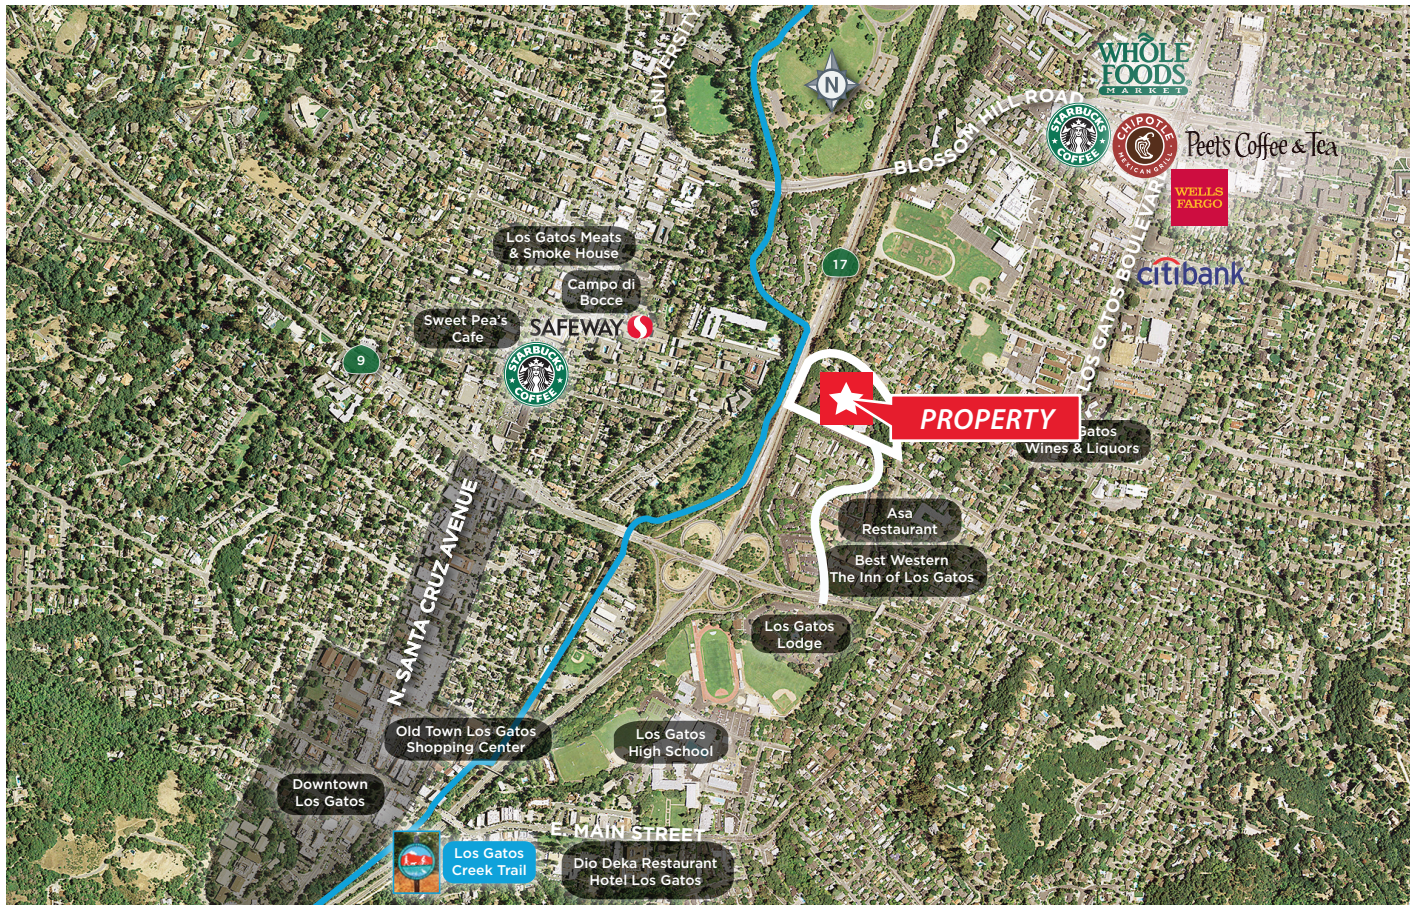 UNIVERSITY
N
WHOLE
FOODS
MARKET
BLOSSOM HILL ROAD
STARBUCKS
COFFEE
CHIPOTLE
MEXICAN GRILL
Peet's Coffee & Tea
WELLS
FARGO
LOS GATOS BOULEVARD
citibank
Los Gatos Meats
& Smoke House
17
Campo di
Bocce
Sweet Pea's
Cafe
SAFEWAY
STARBUCKS
COFFEE
9
PROPERTY
Gatos
Wines & Liquors
N. SANTA CRUZ AVENUE
Asa
Restaurant
Best Western
The Inn of Los Gatos
Los Gatos
Lodge
Old Town Los Gatos
Shopping Center
Los Gatos
High School
Downtown
Los Gatos
E. MAIN STREET
Los Gatos
Creek Trail
Dio Deka Restaurant
Hotel Los Gatos